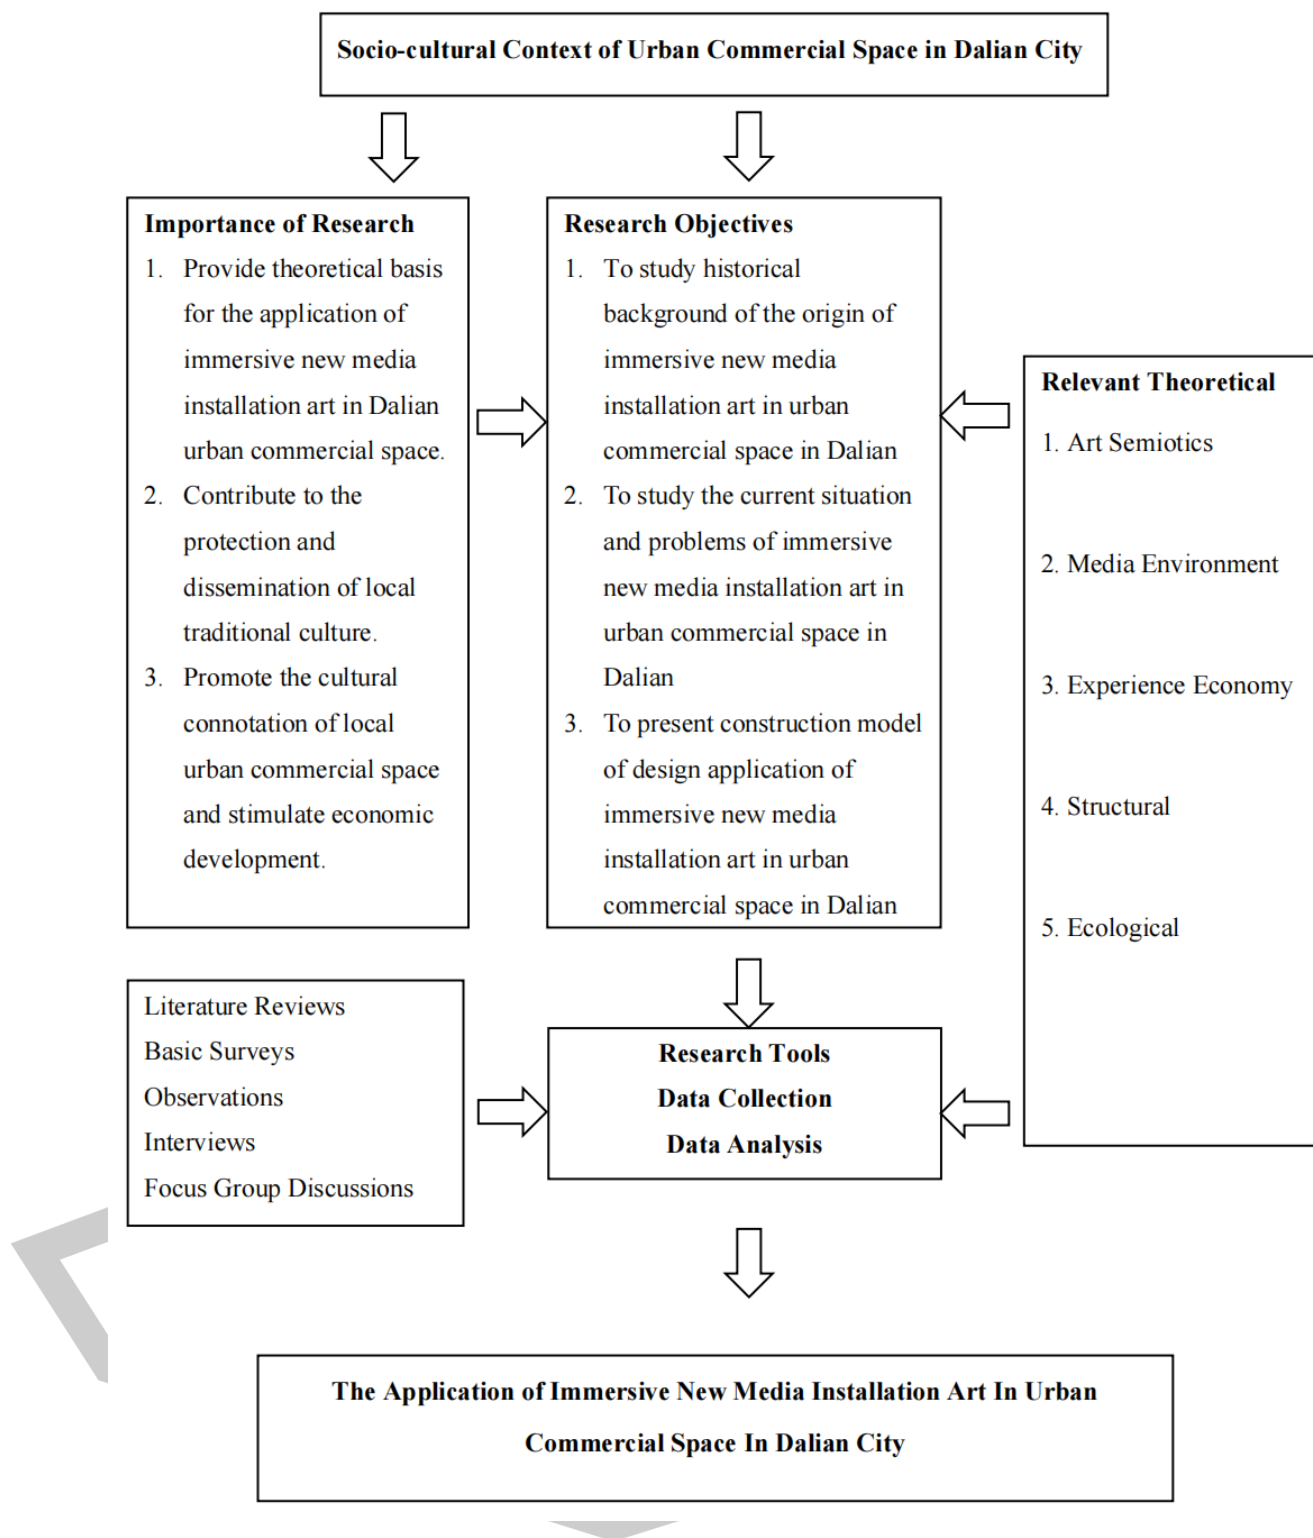 Socio-cultural Context of Urban Commercial Space in Dalian City
Importance of Research
1. Provide theoretical basis
for the application of
immersive new media
installation art in Dalian
urban commercial space.
2. Contribute to the
protection and
dissemination of local
traditional culture.
3. Promote the cultural
connotation of local
urban commercial space
and stimulate economic
development.
Research Objectives
1. To study historical
background of the origin of
immersive new media
installation art in urban
commercial space in Dalian
2. To study the current situation
and problems of immersive
new media installation art in
urban commercial space in
Dalian
3. To present construction model
of design application of
immersive new media
installation art in urban
commercial space in Dalian
Relevant Theoretical
1. Art Semiotics
2. Media Environment
3. Experience Economy
4. Structural
5. Ecological
Literature Reviews
Basic Surveys
Observations
Interviews
Focus Group Discussions
Research Tools
Data Collection
Data Analysis
The Application of Immersive New Media Installation Art In Urban
Commercial Space In Dalian City